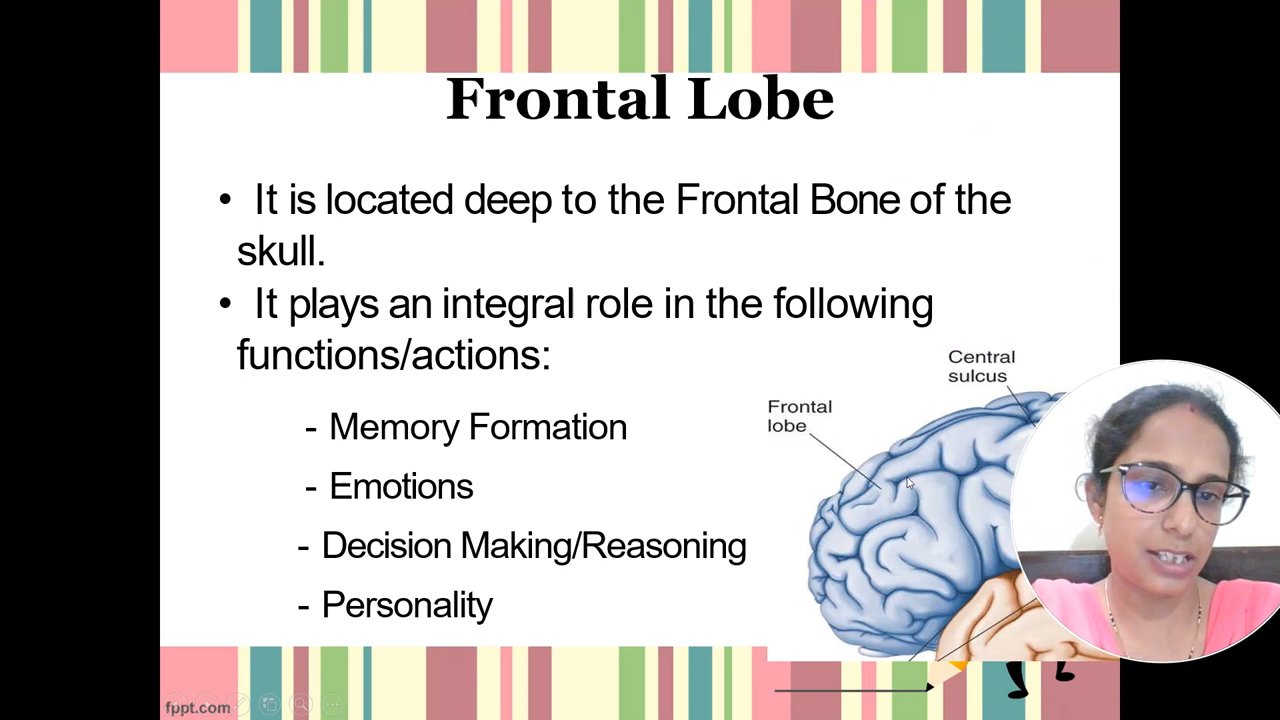 Frontal Lobe
• It is located deep to the Frontal Bone of the
skull.
• It plays an integral role in the following
functions/actions:
- Memory Formation
- Emotions
- Decision Making/Reasoning
- Personality
Central
sulcus
Frontal
lobe
fppt.com